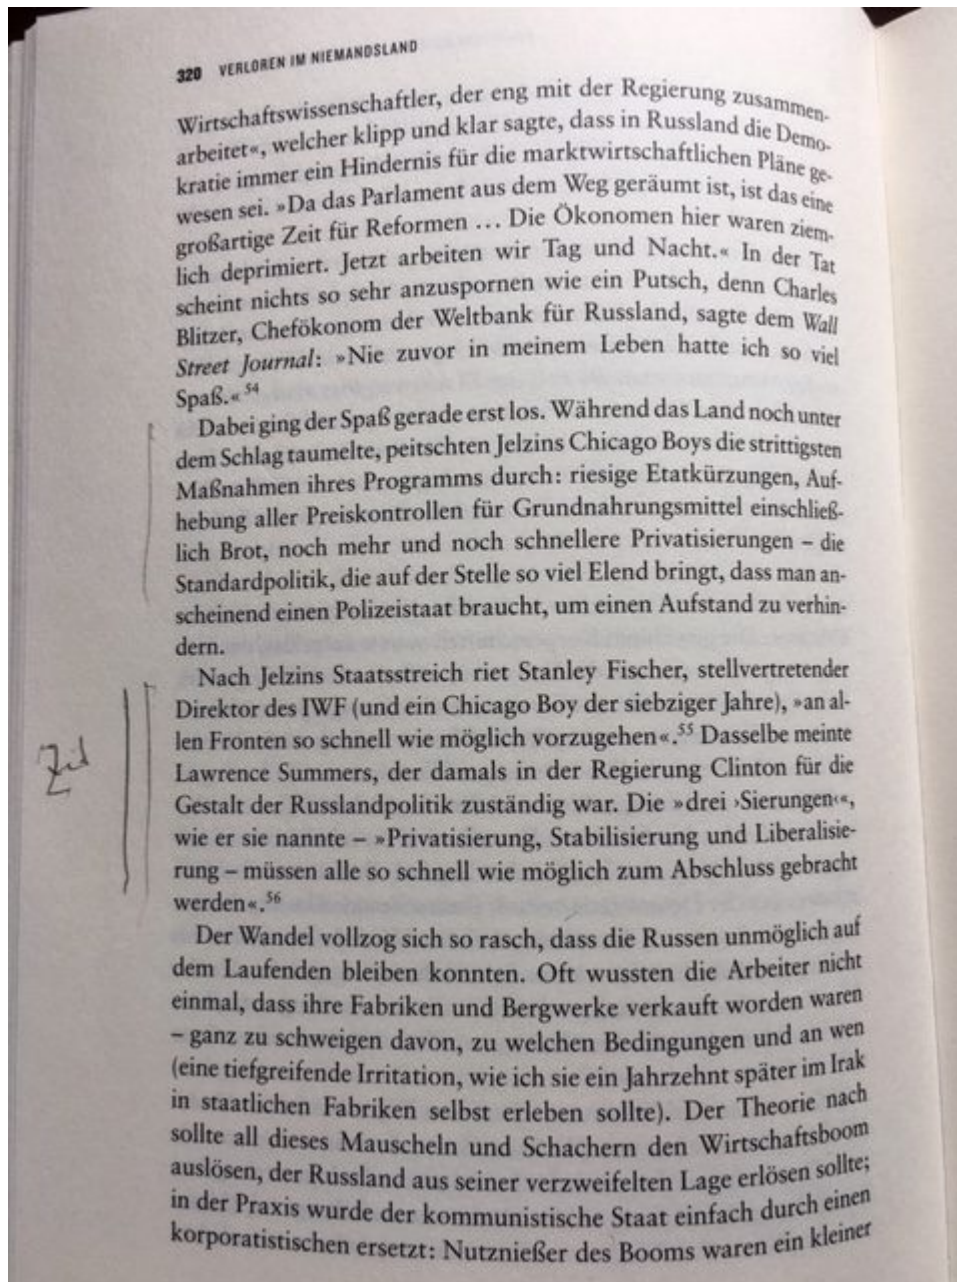 320 VERLOREN IM NIEMANDSLAND
Wirtschaftswissenschaftler, der eng mit der Regierung zusammen-
arbeitet«, welcher klipp und klar sagte, dass in Russland die Demo-
kratie immer ein Hindernis für die marktwirtschaftlichen Pläne ge-
wesen sei. »Da das Parlament aus dem Weg geräumt ist, ist das eine
großartige Zeit für Reformen … Die Ökonomen hier waren ziem-
lich deprimiert. Jetzt arbeiten wir Tag und Nacht.« In der Tat
scheint nichts so sehr anzuspornen wie ein Putsch, denn Charles
Blitzer, Chefökonom der Weltbank für Russland, sagte dem Wall
Street Journal: »Nie zuvor in meinem Leben hatte ich so viel
Spaß.«54
Dabei ging der Spaß gerade erst los. Während das Land noch unter
dem Schlag taumelte, peitschten Jelzins Chicago Boys die strittigsten
Maßnahmen ihres Programms durch: riesige Etatkürzungen, Auf-
hebung aller Preiskontrollen für Grundnahrungsmittel einschließ-
lich Brot, noch mehr und noch schnellere Privatisierungen – die
Standardpolitik, die auf der Stelle so viel Elend bringt, dass man an-
scheinend einen Polizeistaat braucht, um einen Aufstand zu verhin-
dern.
Nach Jelzins Staatsstreich riet Stanley Fischer, stellvertretender
Direktor des IWF (und ein Chicago Boy der siebziger Jahre), »an al-
len Fronten so schnell wie möglich vorzugehen«.55 Dasselbe meinte
Lawrence Summers, der damals in der Regierung Clinton für die
Gestalt der Russlandpolitik zuständig war. Die »drei ›Sierungen‹«,
wie er sie nannte – »Privatisierung, Stabilisierung und Liberalisie-
rung – müssen alle so schnell wie möglich zum Abschluss gebracht
werden«.56
Der Wandel vollzog sich so rasch, dass die Russen unmöglich auf
dem Laufenden bleiben konnten. Oft wussten die Arbeiter nicht
einmal, dass ihre Fabriken und Bergwerke verkauft worden waren
– ganz zu schweigen davon, zu welchen Bedingungen und an wen
(eine tiefgreifende Irritation, wie ich sie ein Jahrzehnt später im Irak
in staatlichen Fabriken selbst erleben sollte). Der Theorie nach
sollte all dieses Mauscheln und Schachern den Wirtschaftsboom
auslösen, der Russland aus seiner verzweifelten Lage erlösen sollte;
in der Praxis wurde der kommunistische Staat einfach durch einen
korporatistischen ersetzt: Nutznießer des Booms waren ein kleiner